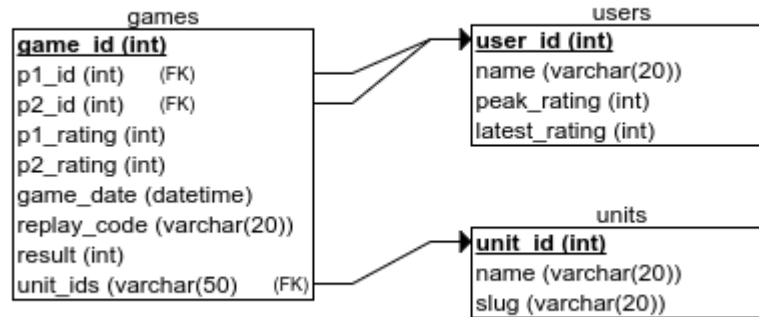 games
game_id (int)
p1_id (int) (FK)
p2_id (int) (FK)
p1_rating (int)
p2_rating (int)
game_date (datetime)
replay_code (varchar(20))
result (int)
unit_ids (varchar(50) (FK)
users
user_id (int)
name (varchar(20))
peak_rating (int)
latest_rating (int)
units
unit_id (int)
name (varchar(20))
slug (varchar(20))